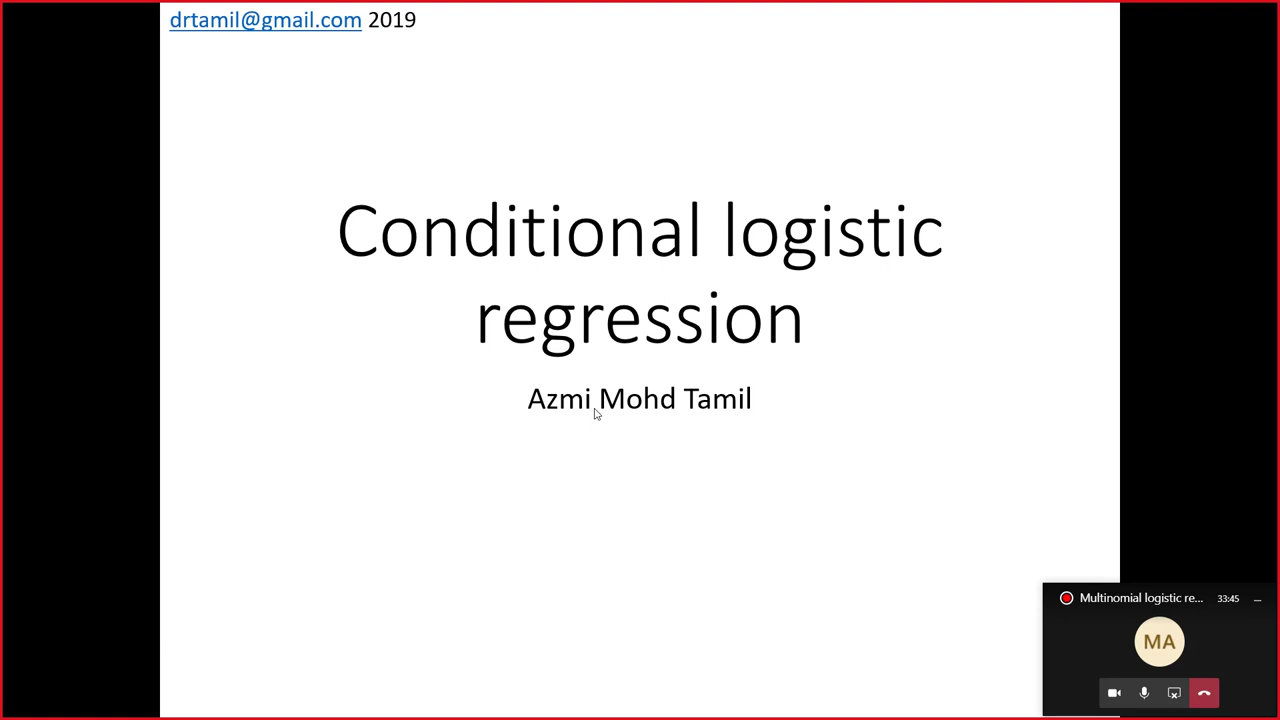 drtamil@gmail.com 2019
Conditional logistic
regression
Azmi Mohd Tamil
Multinomial logistic re... 33:45
MA